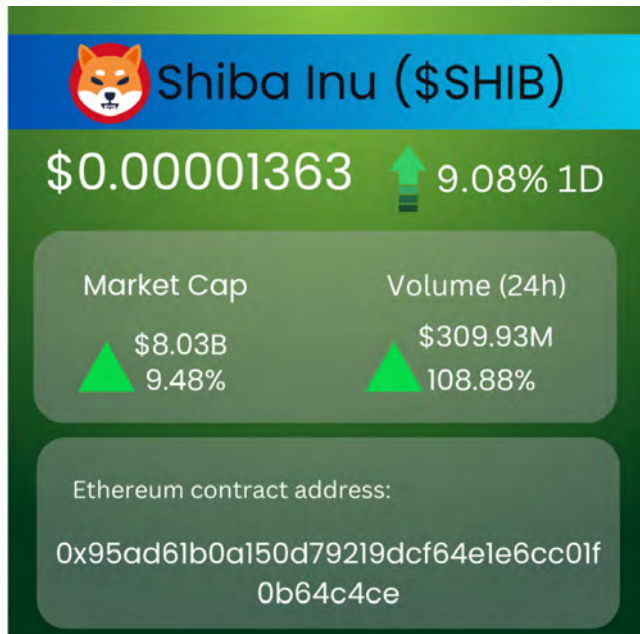 Shiba Inu ($SHIB)
$0.00001363
9.08% 1D
Market Cap
Volume (24h)
$8.03B
9.48%
$309.93M
108.88%
Ethereum contract address:
0x95ad61b0a150d79219dcf64e1e6cc01f
0b64c4ce